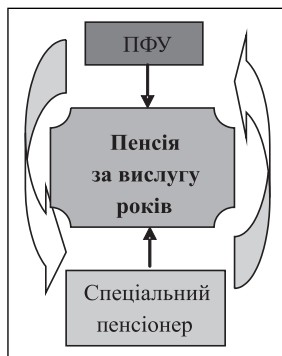 ПФУ
Пенсія
за вислугу
років
Спеціальний
пенсіонер